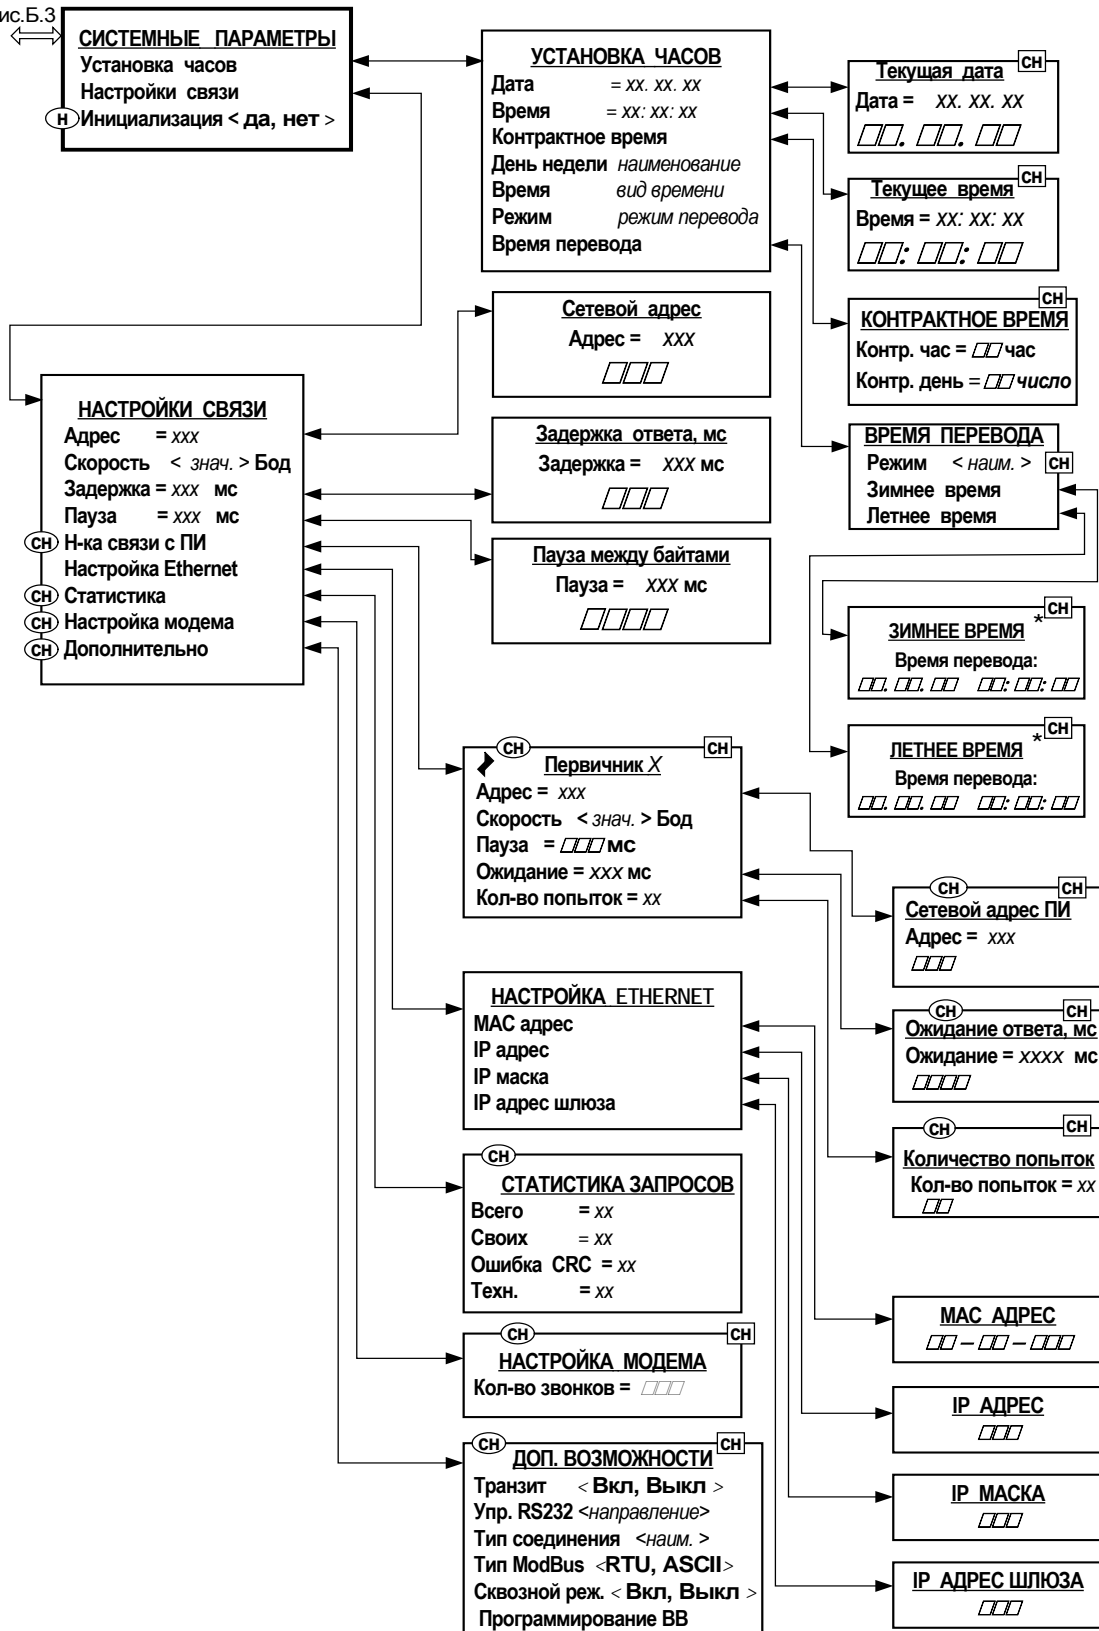 ис.Б.3
СИСТЕМНЫЕ ПАРАМЕТРЫ
Установка часов
Настройки связи
Н Инициализация < да, нет >
УСТАНОВКА ЧАСОВ
Дата = xx. xx. xx
Время = xx: xx: xx
Контрактное время
День недели наименование
Время вид времени
Режим режим перевода
Время перевода
СН
Текущая дата
Дата = xx. xx. xx
СН
Текущее время
Время = xx: xx: xx
СН
КОНТРАКТНОЕ ВРЕМЯ
Контр. час = час
Контр. день = число
ВРЕМЯ ПЕРЕВОДА
Режим < наим. > СН
Зимнее время
Летнее время
СН
ЗИМНЕЕ ВРЕМЯ *
Время перевода:
СН
ЛЕТНЕЕ ВРЕМЯ *
Время перевода:
Сетевой адрес
Адрес = xxx
Задержка ответа, мс
Задержка = xxx мс
Пауза между байтами
Пауза = xxx мс
НАСТРОЙКИ СВЯЗИ
Адрес = xxx
Скорость < знач. > Бод
Задержка = xxx мс
Пауза = xxx мс
СН Н-ка связи с ПИ
Настройка Ethernet
СН Статистика
СН Настройка модема
СН Дополнительно
СН СН
Первичник X
Адрес = xxx
Скорость < знач. > Бод
Пауза = мс
Ожидание = xxx мс
Кол-во попыток = xx
СН СН
Сетевой адрес ПИ
Адрес = xxx
СН СН
Ожидание ответа, мс
Ожидание = xxxx мс
СН СН
Количество попыток
Кол-во попыток = xx
НАСТРОЙКА ETHERNET
MAC адрес
IP адрес
IP маска
IP адрес шлюза
СН
СТАТИСТИКА ЗАПРОСОВ
Всего = xx
Своих = xx
Ошибка CRC = xx
Техн. = xx
СН СН
НАСТРОЙКА МОДЕМА
Кол-во звонков =
СН СН
ДОП. ВОЗМОЖНОСТИ
Транзит < Вкл, Выкл >
Упр. RS232 <направление>
Тип соединения <наим. >
Тип ModBus <RTU, ASCII>
Сквозной реж. < Вкл, Выкл >
Программирование ВВ
MAC АДРЕС
– –
IP АДРЕС
IP МАСКА
IP АДРЕС ШЛЮЗА